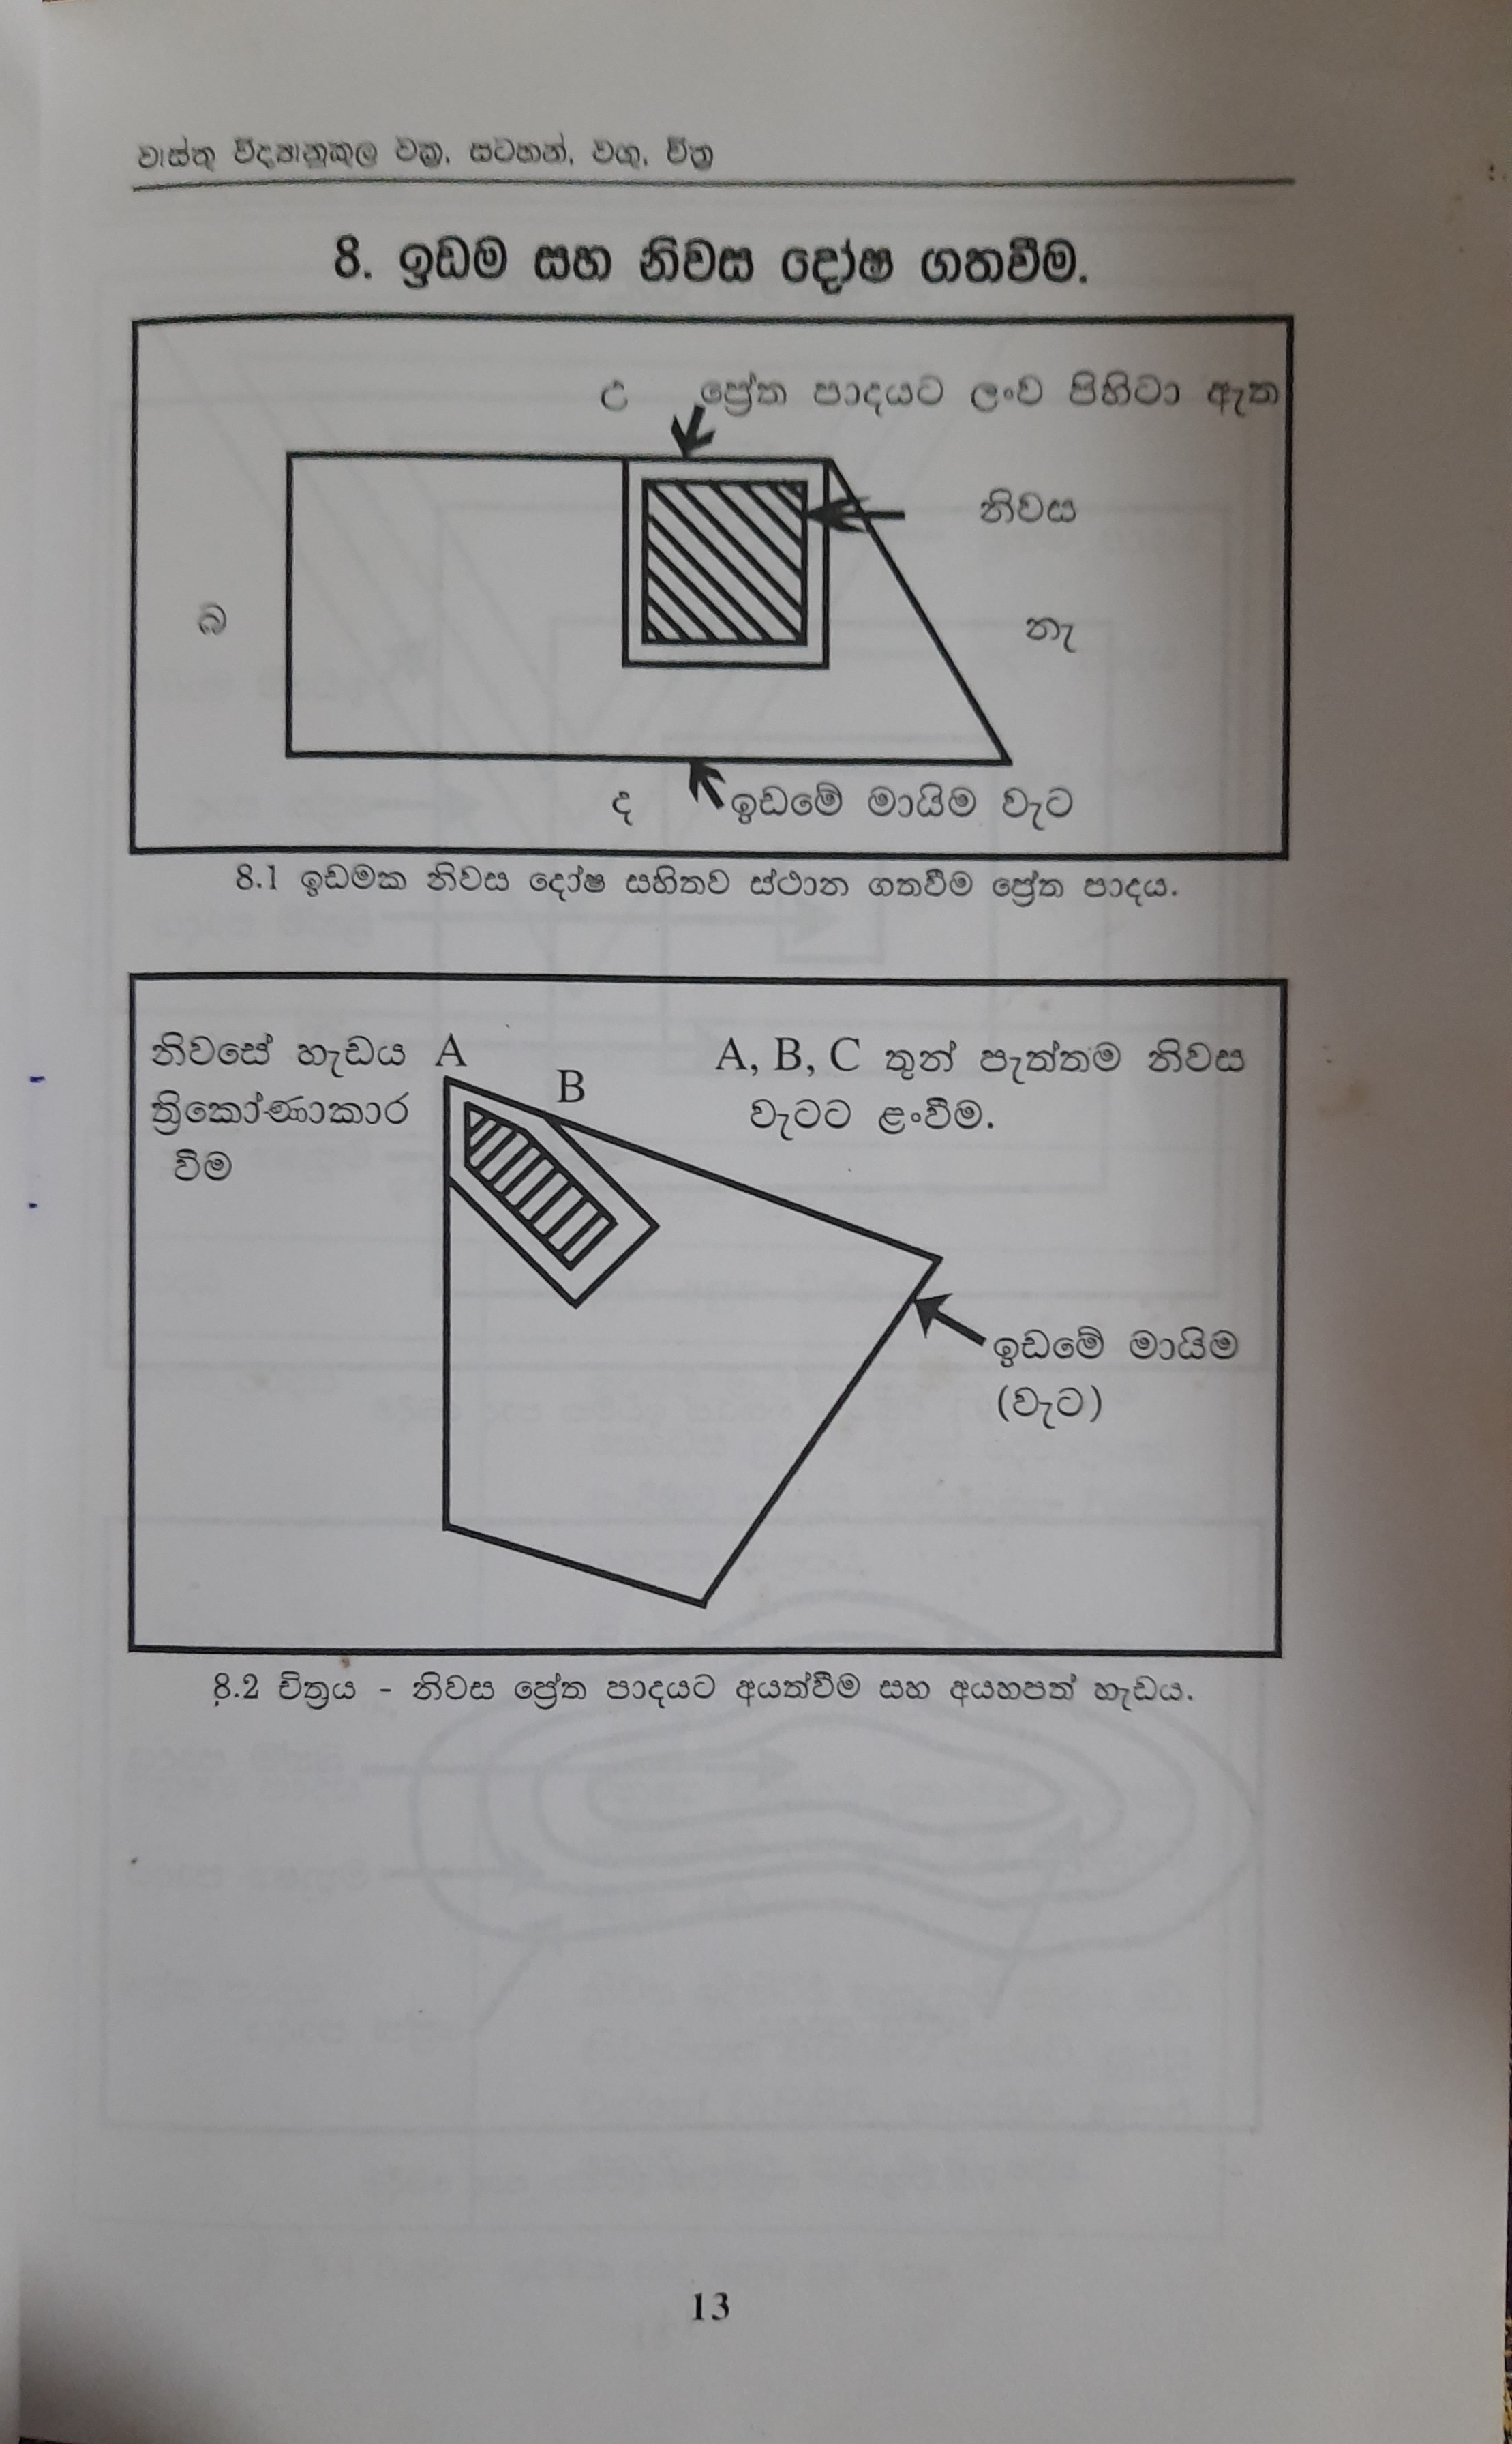 වාස්තු විද්‍යානුකුල චක්‍ර, සටහන්, වගු, චිත්‍ර
8. ඉඩම සහ නිවස දෝෂ ගතවීම.
උ ප්‍රේත පාදයට ලංව පිහිටා ඇත
නිවස
බ නැ
ද ඉඩමේ මායිම වැට
8.1 ඉඩමක නිවස දෝෂ සහිතව ස්ථාන ගතවීම ප්‍රේත පාදය.
නිවසේ හැඩය
ත්‍රිකෝණාකාර
වීම
A
B
A, B, C තුන් පැත්තම නිවස
වැටට ළංවීම.
ඉඩමේ මායිම
(වැට)
8.2 චිත්‍රය - නිවස ප්‍රේත පාදයට අයත්වීම සහ අයහපත් හැඩය.
13